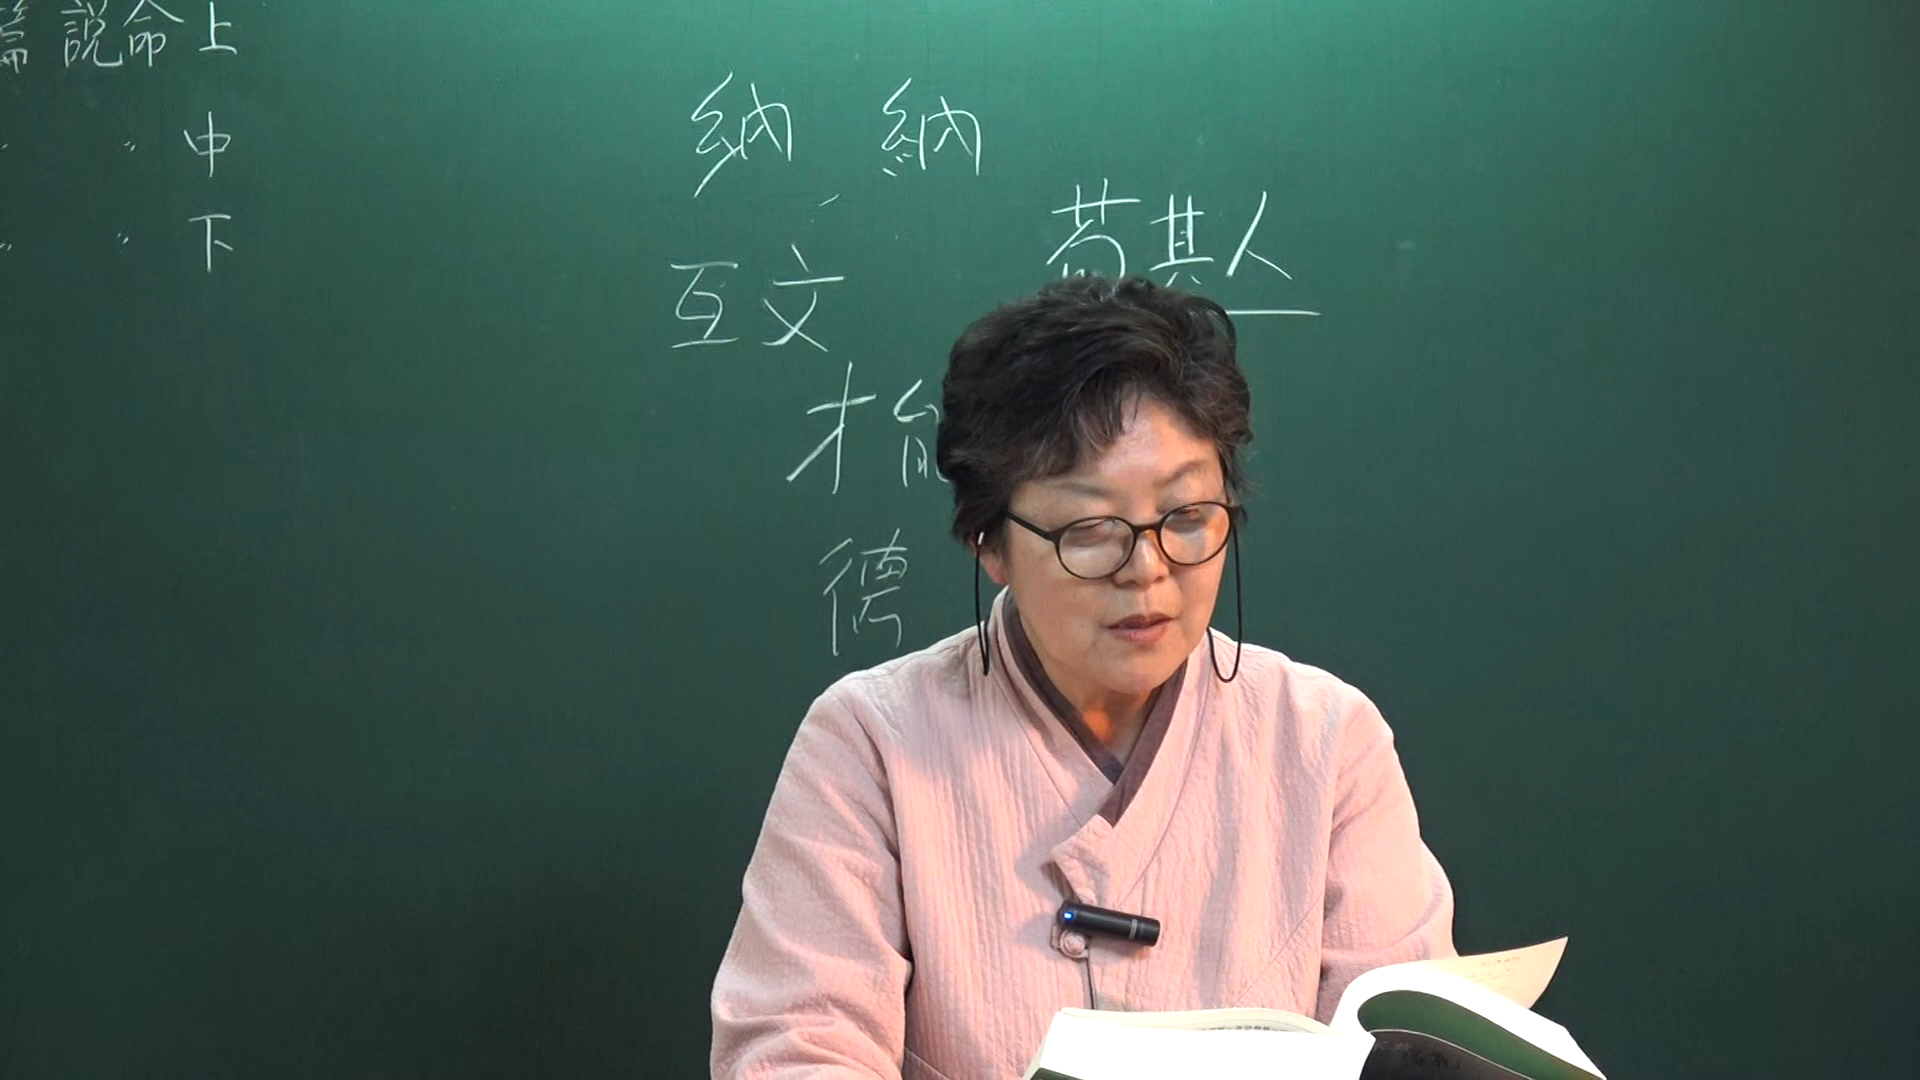 篇 說命 上
〃 〃 中
〃 〃 下
納 納
苟其人
互文
才能
德